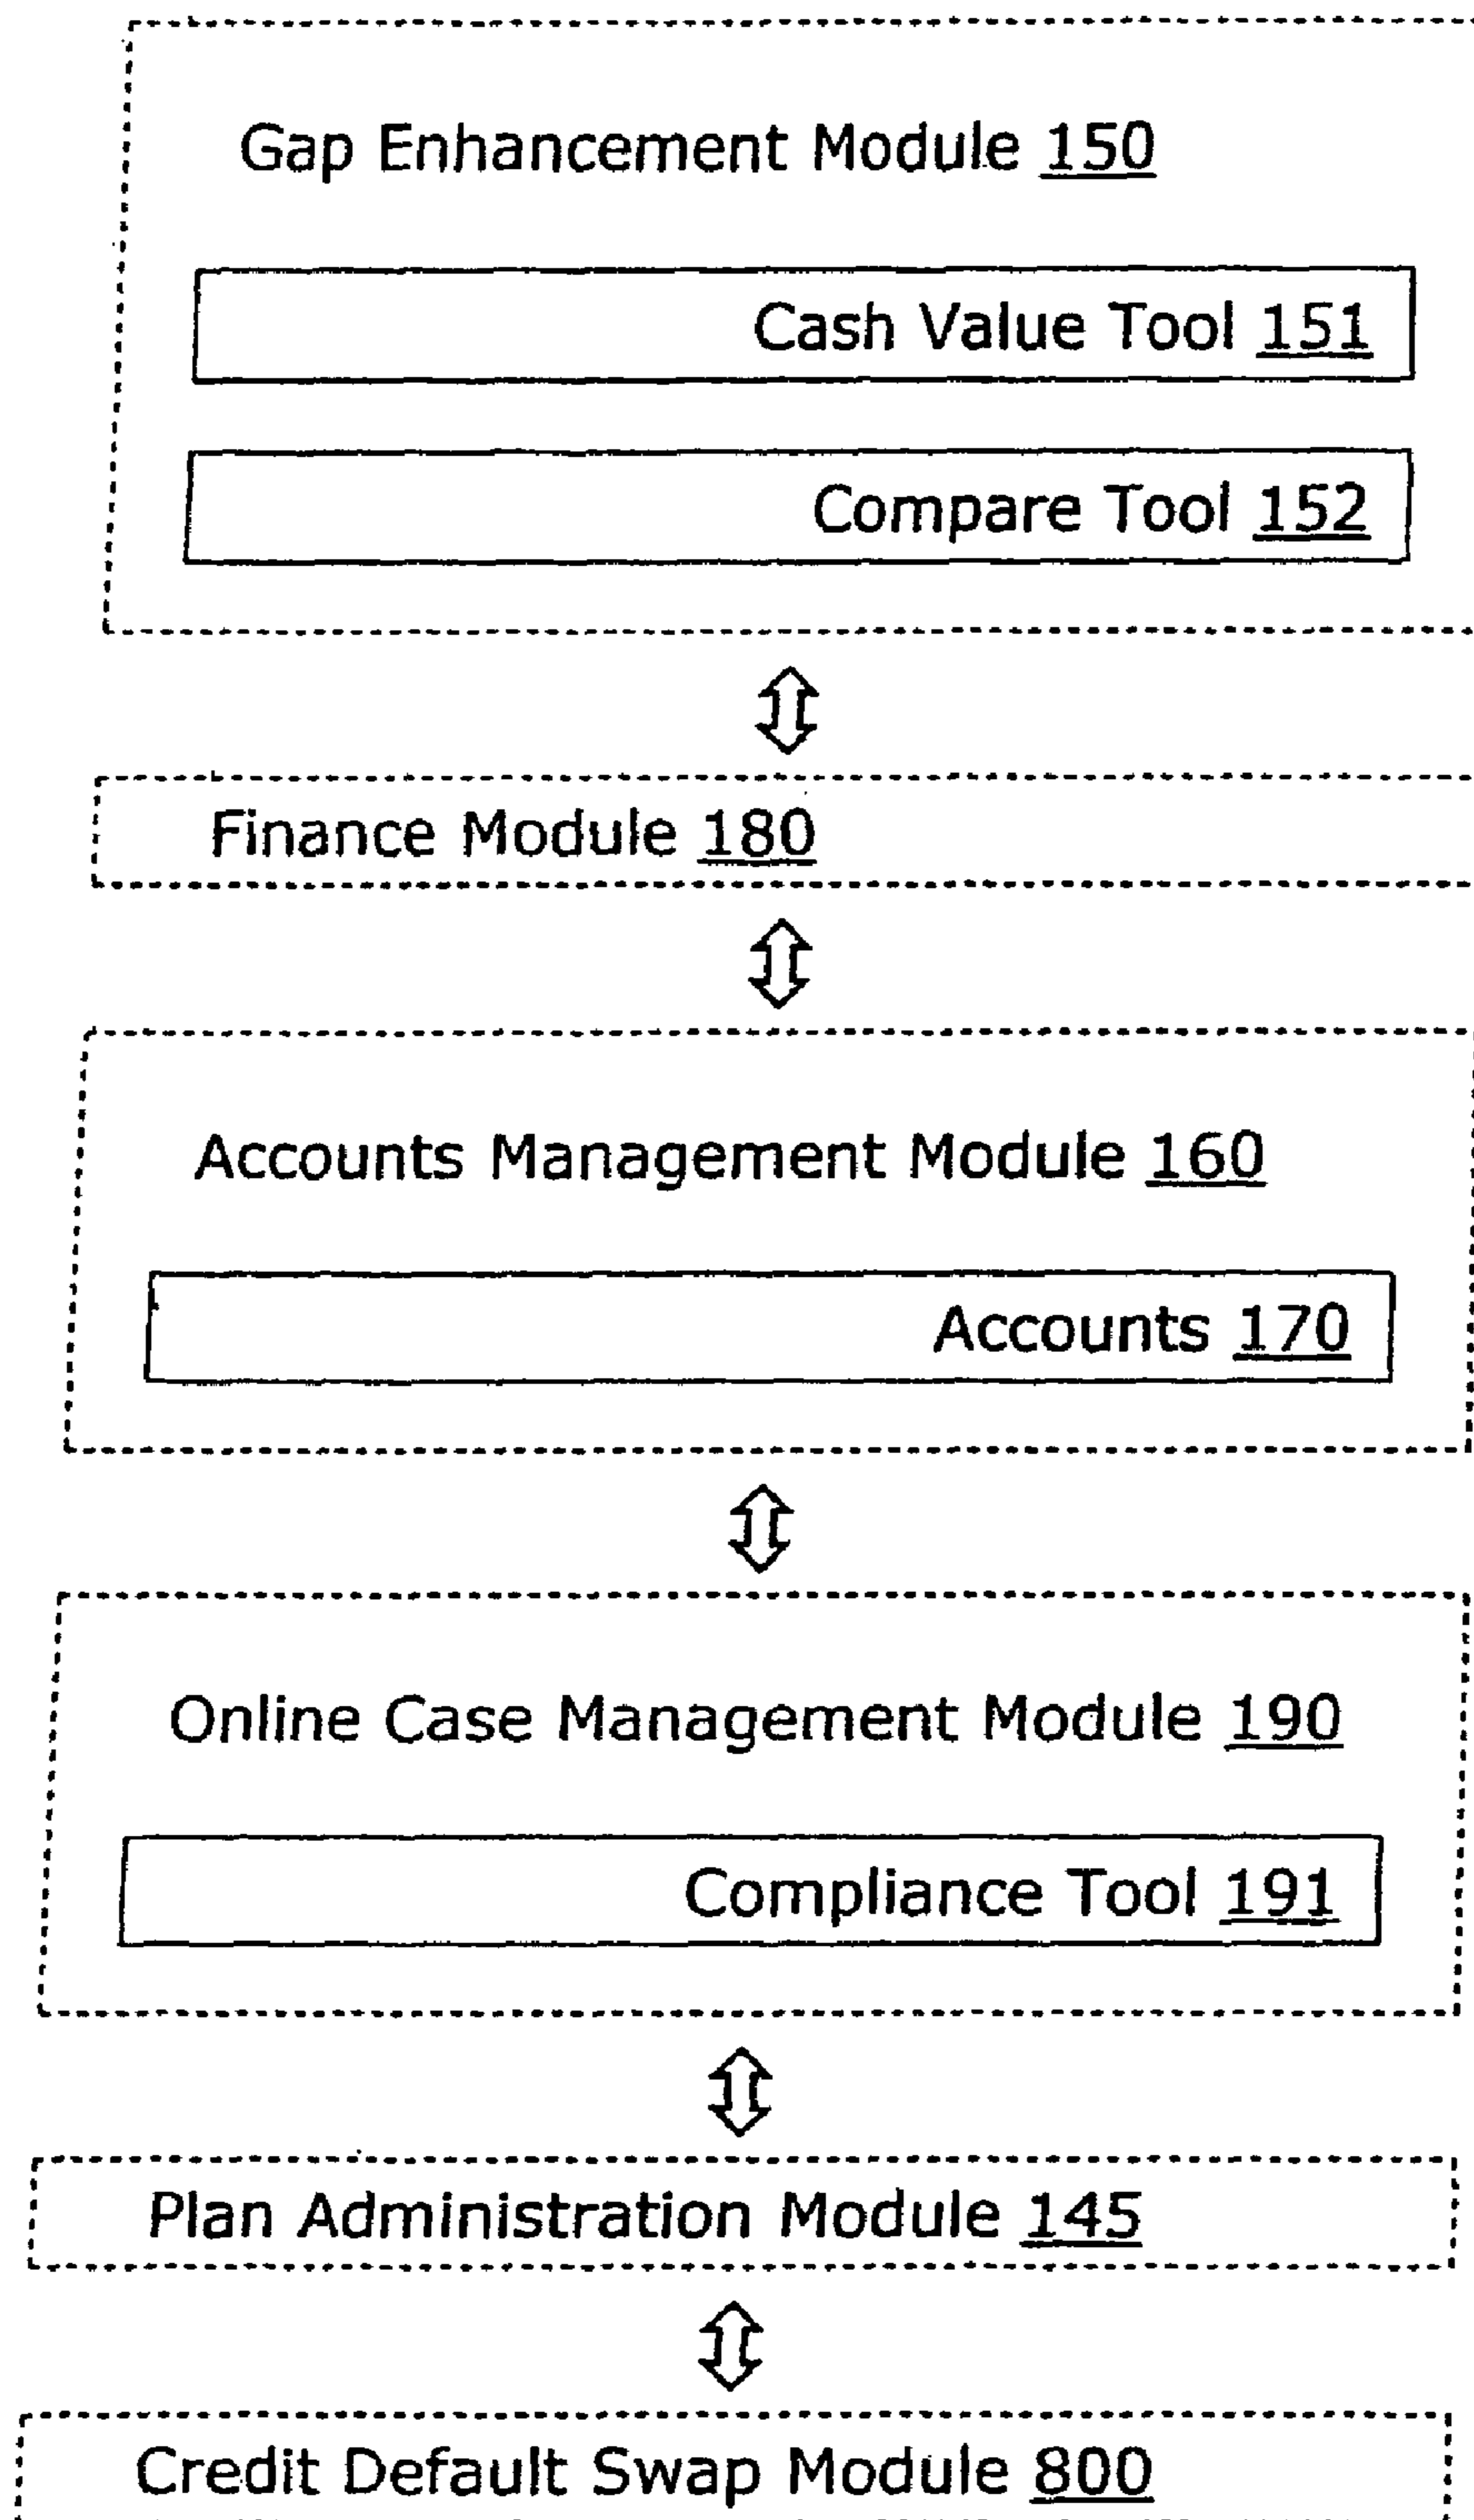 Gap Enhancement Module 150
Cash Value Tool 151
Compare Tool 152
Finance Module 180
Accounts Management Module 160
Accounts 170
Online Case Management Module 190
Compliance Tool 191
Plan Administration Module 145
Credit Default Swap Module 800